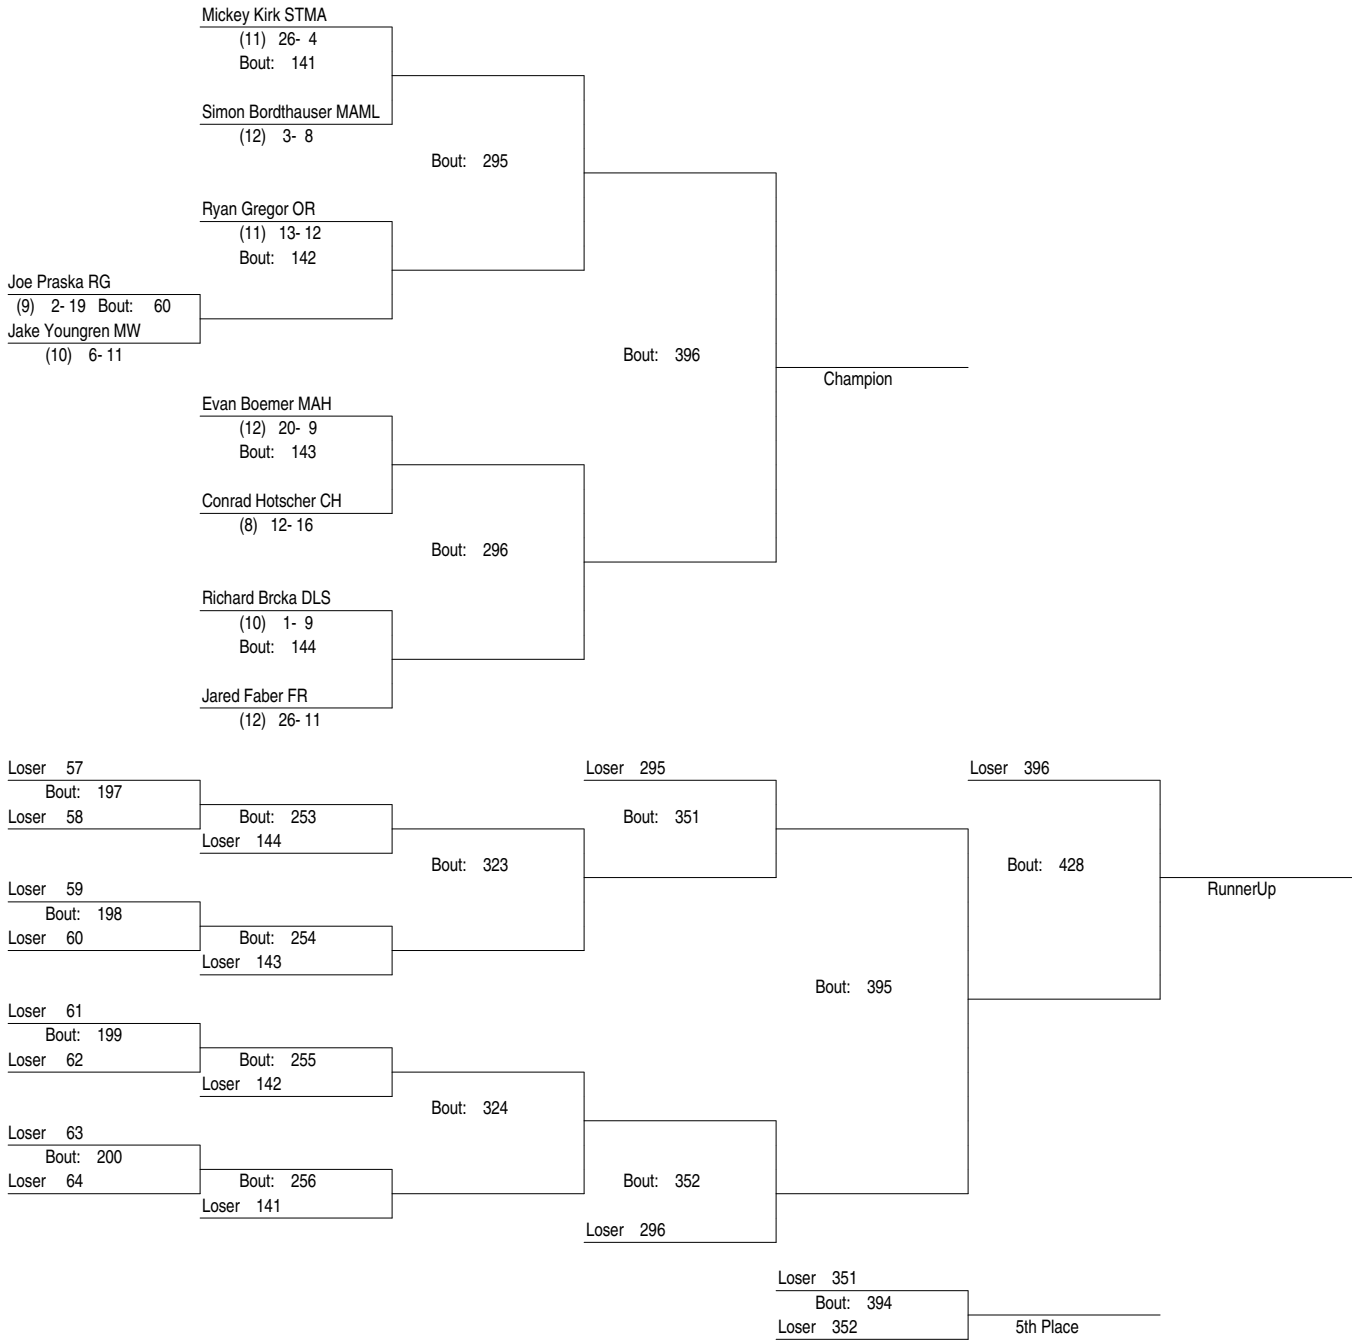 Mickey Kirk STMA
(11) 26- 4
Bout: 141
Simon Bordthauser MAML
(12) 3- 8
Bout: 295
Ryan Gregor OR
(11) 13- 12
Bout: 142
Joe Praska RG
(9) 2- 19 Bout: 60
Jake Youngren MW
(10) 6- 11
Bout: 396
Champion
Evan Boemer MAH
(12) 20- 9
Bout: 143
Conrad Hotscher CH
(8) 12- 16
Bout: 296
Richard Brcka DLS
(10) 1- 9
Bout: 144
Jared Faber FR
(12) 26- 11
Loser 57
Bout: 197
Loser 58
Bout: 253
Loser 144
Loser 295
Bout: 351
Loser 396
Bout: 323
Bout: 428
RunnerUp
Loser 59
Bout: 198
Loser 60
Bout: 254
Loser 143
Bout: 395
Loser 61
Bout: 199
Loser 62
Bout: 255
Loser 142
Bout: 324
Loser 63
Bout: 200
Loser 64
Bout: 256
Loser 141
Bout: 352
Loser 296
Loser 351
Bout: 394
Loser 352
5th Place